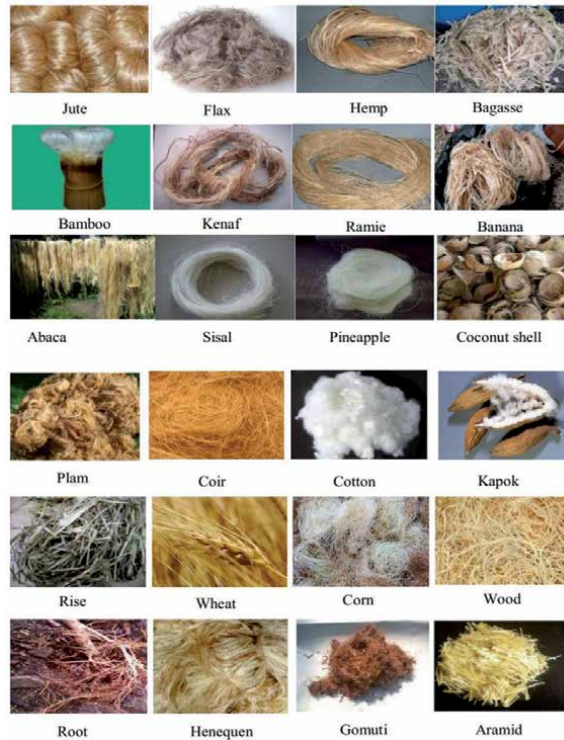 Jute Flax Hemp Bagasse
Bamboo Kenaf Ramie Banana
Abaca Sisal Pineapple Coconut shell
Plam Coir Cotton Kapok
Rise Wheat Corn Wood
Root Henequen Gomuti Aramid